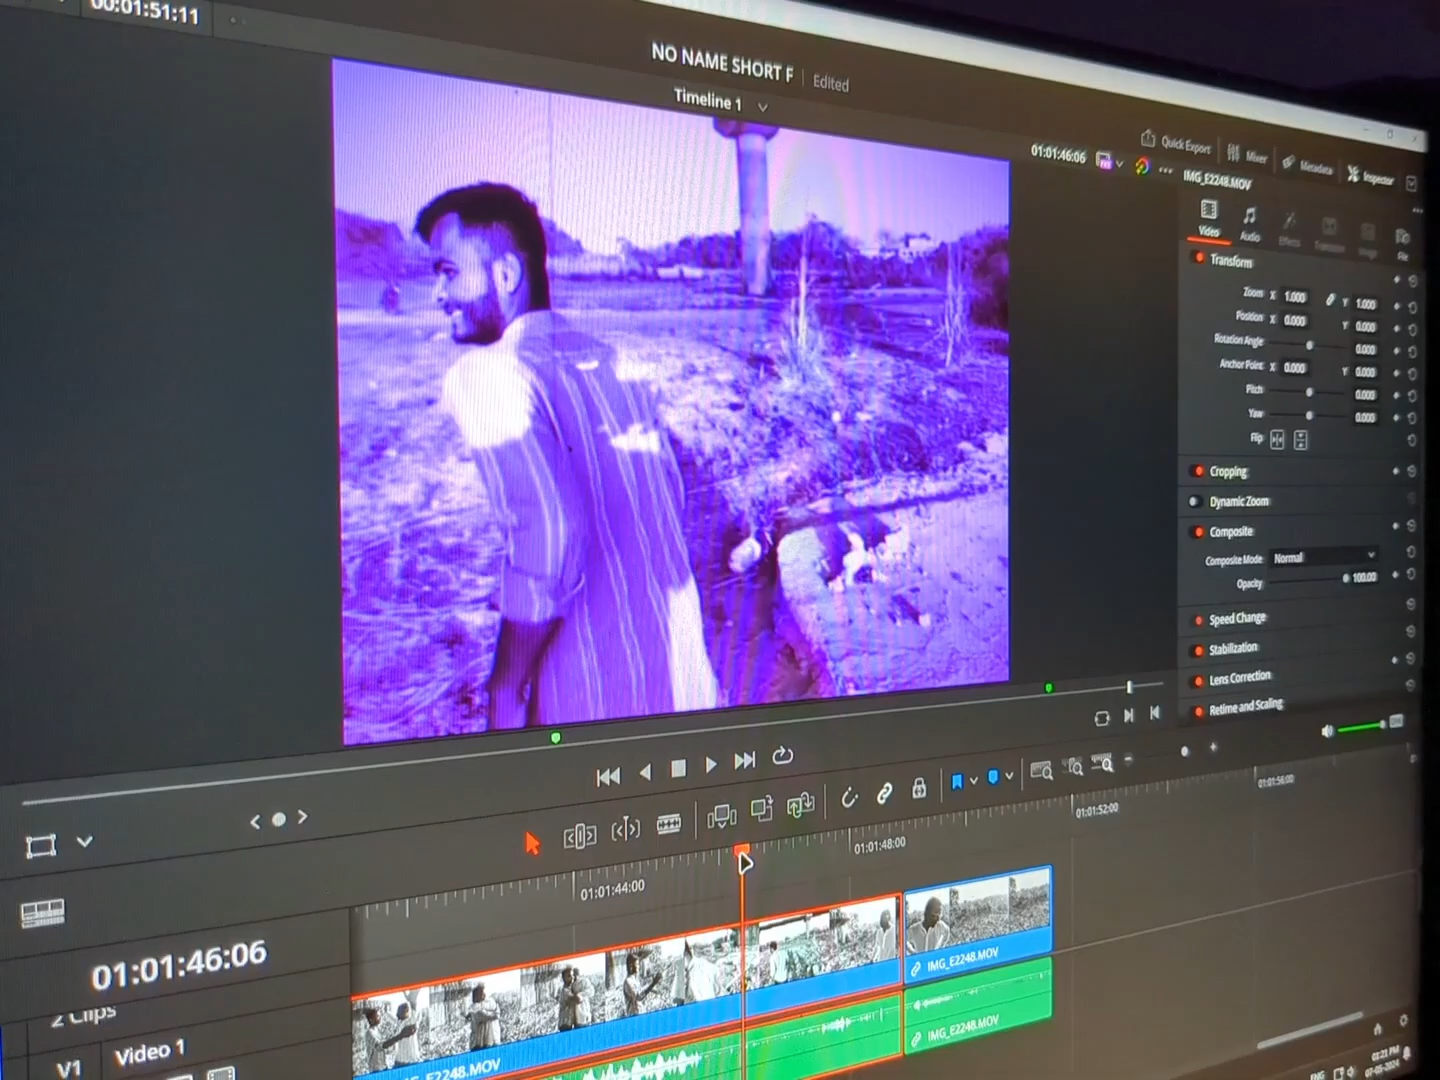 00:01:51:11
NO NAME SHORT F Edited
Timeline 1
01:01:46:06
Quick Export
Mixer
Metadata
Inspector
IMG_E2248.MOV
Video
Audio
Effects
File
Transform
Zoom X 1.000 Y 1.000
Position X 0.000 Y 0.000
Rotation Angle 0.000
Anchor Point X 0.000 Y 0.000
Pitch 0.000
Yaw 0.000
Flip
Cropping
Dynamic Zoom
Composite
Composite Mode Normal
Opacity 100.00
Speed Change
Stabilization
Lens Correction
Retime and Scaling
01:01:44:00
01:01:48:00
01:01:52:00
01:01:56:00
01:01:46:06
2 Clips
V1 Video 1
E2248.MOV
IMG_E2248.MOV
IMG_E2248.MOV
ENG
07-05-2024